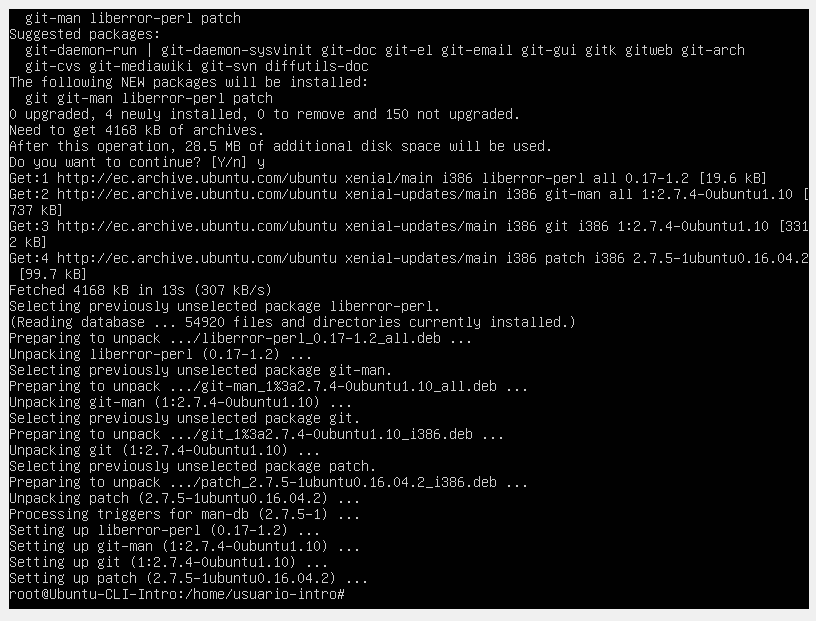 git-man liberror-perl patch
Suggested packages:
git-daemon-run | git-daemon-sysvinit git-doc git-el git-email git-gui gitk gitweb git-arch
git-cvs git-mediawiki git-svn diffutils-doc
The following NEW packages will be installed:
git git-man liberror-perl patch
0 upgraded, 4 newly installed, 0 to remove and 150 not upgraded.
Need to get 4168 kB of archives.
After this operation, 28.5 MB of additional disk space will be used.
Do you want to continue? [Y/n] y
Get:1 http://ec.archive.ubuntu.com/ubuntu xenial/main i386 liberror-perl all 0.17-1.2 [19.6 kB]
Get:2 http://ec.archive.ubuntu.com/ubuntu xenial-updates/main i386 git-man all 1:2.7.4-0ubuntu1.10 [
737 kB]
Get:3 http://ec.archive.ubuntu.com/ubuntu xenial-updates/main i386 git i386 1:2.7.4-0ubuntu1.10 [331
2 kB]
Get:4 http://ec.archive.ubuntu.com/ubuntu xenial-updates/main i386 patch i386 2.7.5-1ubuntu0.16.04.2
[99.7 kB]
Fetched 4168 kB in 13s (307 kB/s)
Selecting previously unselected package liberror-perl.
(Reading database ... 54920 files and directories currently installed.)
Preparing to unpack .../liberror-perl_0.17-1.2_all.deb ...
Unpacking liberror-perl (0.17-1.2) ...
Selecting previously unselected package git-man.
Preparing to unpack .../git-man_1%3a2.7.4-0ubuntu1.10_all.deb ...
Unpacking git-man (1:2.7.4-0ubuntu1.10) ...
Selecting previously unselected package git.
Preparing to unpack .../git_1%3a2.7.4-0ubuntu1.10_i386.deb ...
Unpacking git (1:2.7.4-0ubuntu1.10) ...
Selecting previously unselected package patch.
Preparing to unpack .../patch_2.7.5-1ubuntu0.16.04.2_i386.deb ...
Unpacking patch (2.7.5-1ubuntu0.16.04.2) ...
Processing triggers for man-db (2.7.5-1) ...
Setting up liberror-perl (0.17-1.2) ...
Setting up git-man (1:2.7.4-0ubuntu1.10) ...
Setting up git (1:2.7.4-0ubuntu1.10) ...
Setting up patch (2.7.5-1ubuntu0.16.04.2) ...
root@Ubuntu-CLI-Intro:/home/usuario-intro#